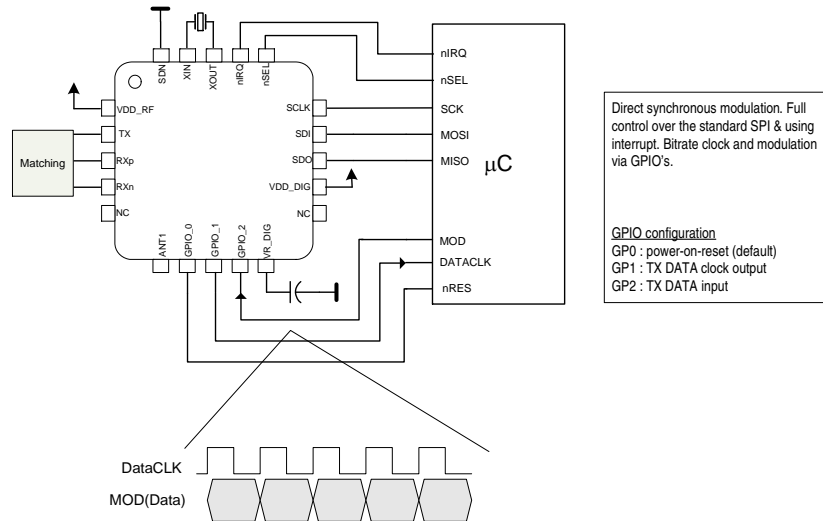 SDN
XIN
XOUT
nIRQ
nSEL
VDD_RF
TX
RXp
RXn
NC
Matching
SCLK
SDI
SDO
VDD_DIG
NC
ANT1
GPIO_0
GPIO_1
GPIO_2
VR_DIG
nIRQ
nSEL
SCK
MOSI
MISO
μC
MOD
DATACLK
nRES
Direct synchronous modulation. Full
control over the standard SPI & using
interrupt. Bitrate clock and modulation
via GPIO's.
GPIO configuration
GP0 : power-on-reset (default)
GP1 : TX DATA clock output
GP2 : TX DATA input
DataCLK
MOD(Data)